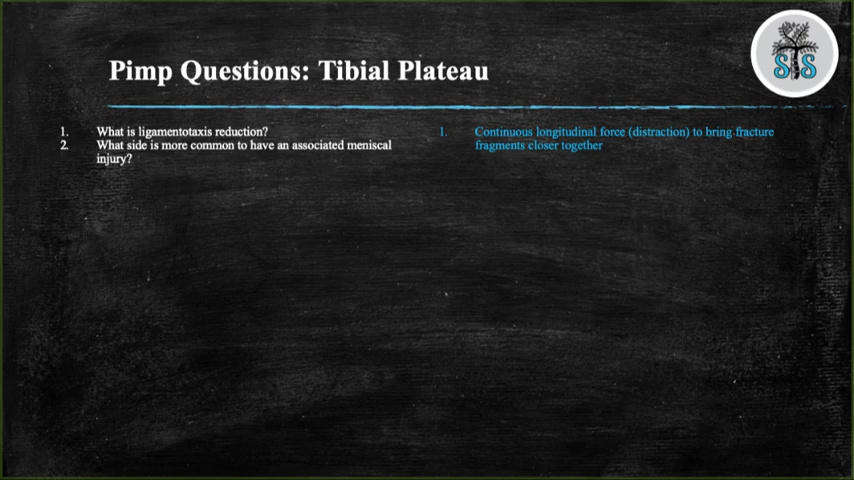 Pimp Questions: Tibial Plateau
STS
1. What is ligamentotaxis reduction?
2. What side is more common to have an associated meniscal
injury?
1. Continuous longitudinal force (distraction) to bring fracture
fragments closer together